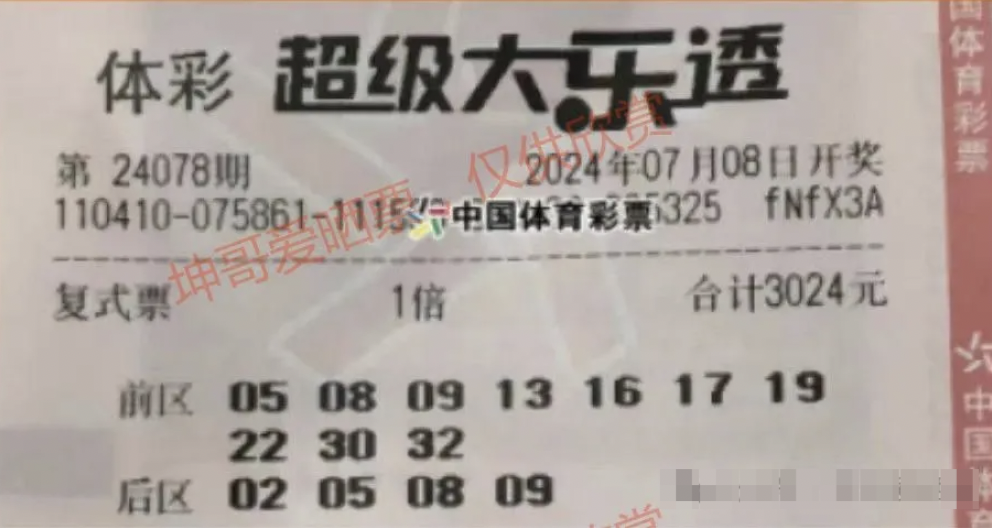 体彩 超级大乐透
第 24078期 2024年07月08日开奖
110410-075861-1115 中国体育彩票 5325 fNfX3A
坤哥爱晒票 仅供欣赏
复式票 1倍 合计3024元
前区 05 08 09 13 16 17 19
22 30 32
后区 02 05 08 09
国体育彩票
中国体育